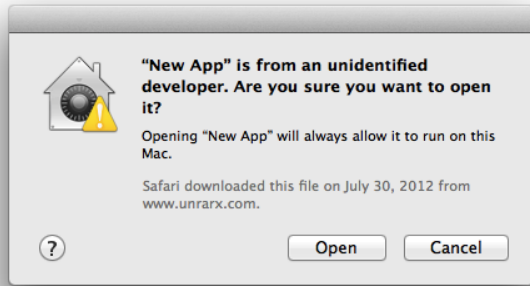 “New App” is from an unidentified
developer. Are you sure you want to open
it?
Opening “New App” will always allow it to run on this
Mac.
Safari downloaded this file on July 30, 2012 from
www.unrarx.com.
?
Open
Cancel